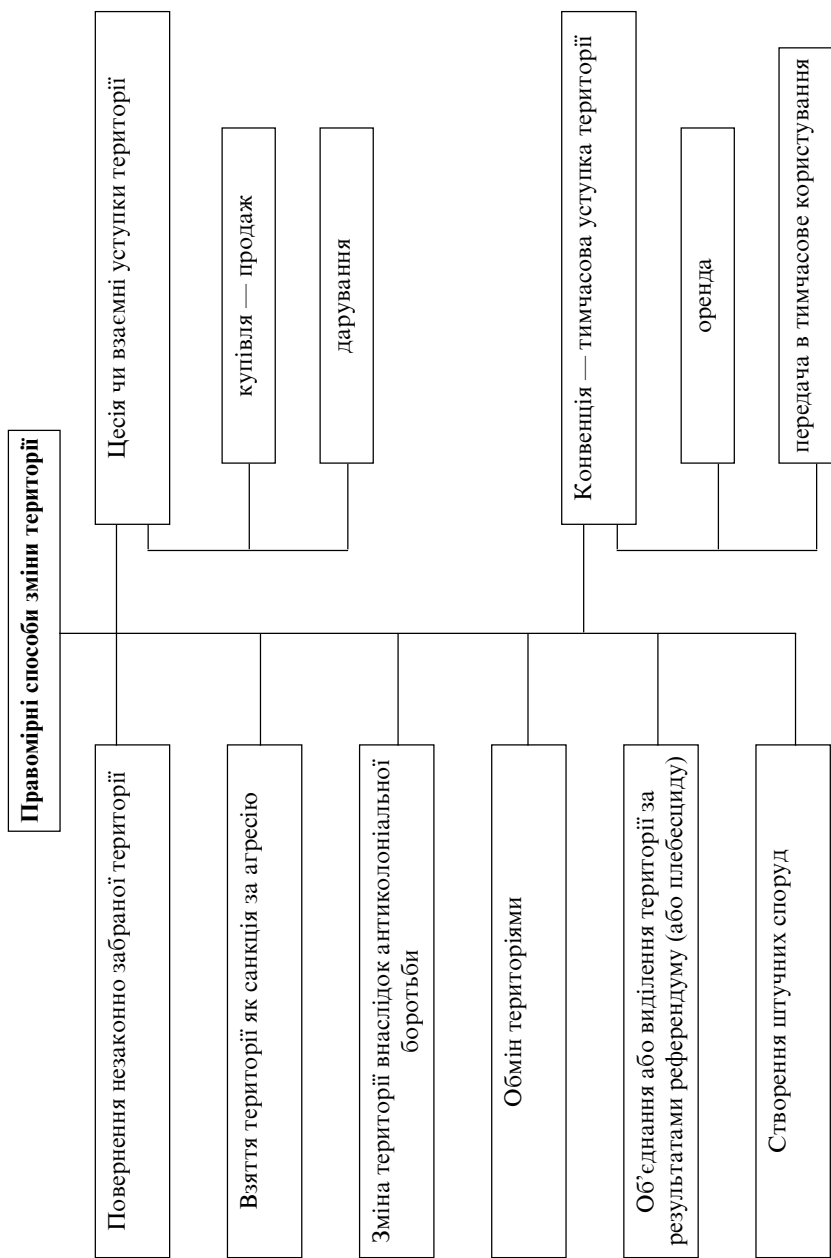 Правомірні способи зміни території
Повернення незаконно забраної території
Взяття території як санкція за агресію
Зміна території внаслідок антиколоніальної
боротьби
Обмін територіями
Об’єднання або виділення території за
результатами референдуму (або плебесциду)
Створення штучних споруд
Цесія чи взаємні уступки території
купівля — продаж
дарування
Конвенція — тимчасова уступка території
оренда
передача в тимчасове користування